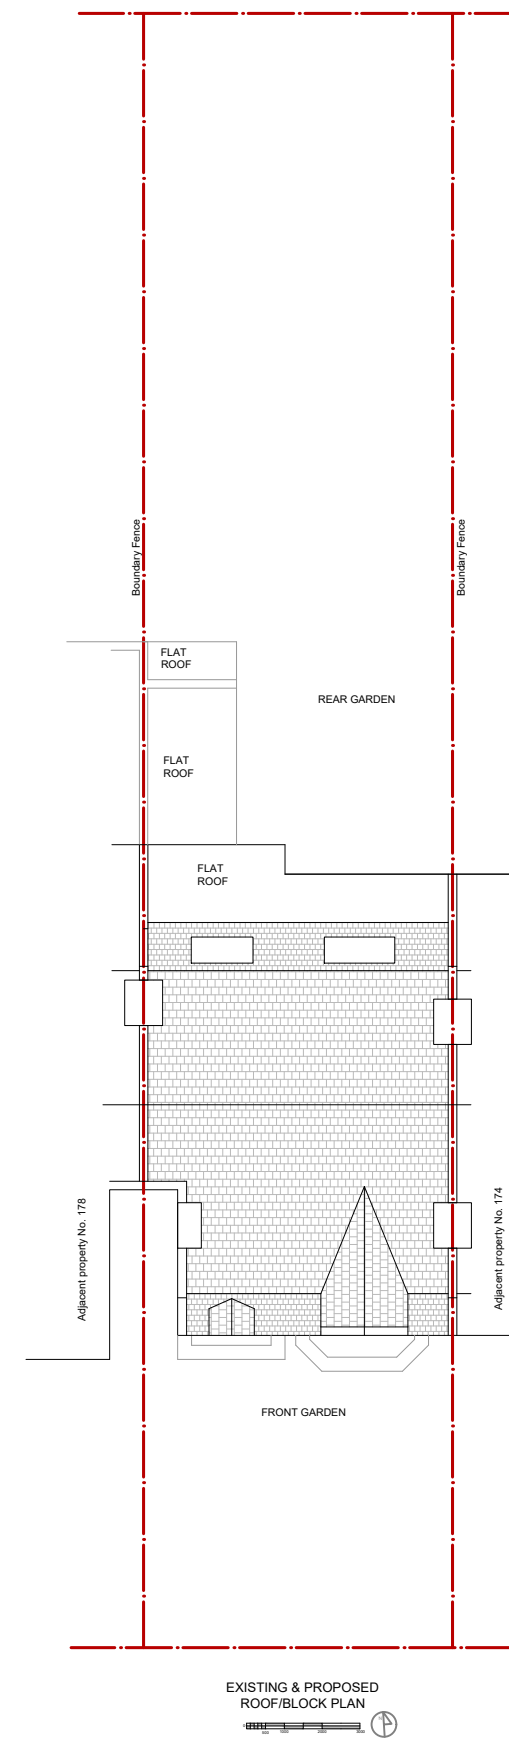 Boundary Fence
Boundary Fence
FLAT
ROOF
REAR GARDEN
FLAT
ROOF
FLAT
ROOF
Adjacent property No. 178
Adjacent property No. 174
FRONT GARDEN
EXISTING & PROPOSED
ROOF/BLOCK PLAN